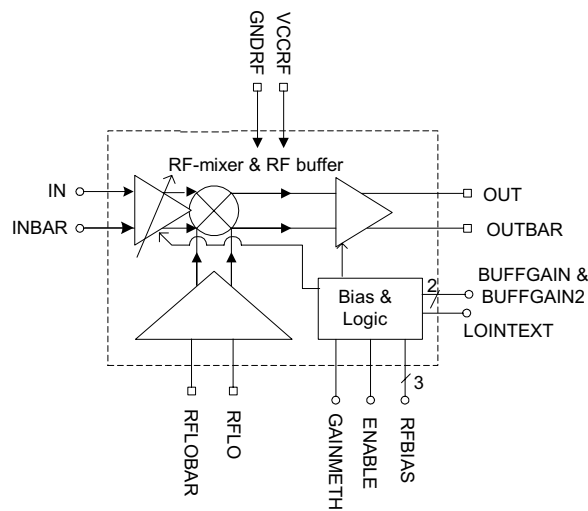 GNDRF
VCCRF
RF-mixer & RF buffer
IN
INBAR
OUT
OUTBAR
Bias &
Logic
2
BUFFGAIN &
BUFFGAIN2
LOINTEXT
3
RFLOBAR
RFLO
GAINMETH
ENABLE
RFBIAS